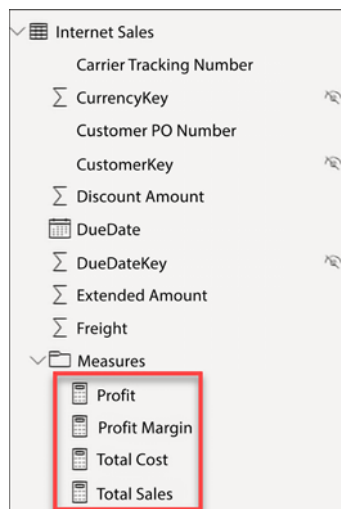 Internet Sales
Carrier Tracking Number
CurrencyKey
Customer PO Number
CustomerKey
Discount Amount
DueDate
DueDateKey
Extended Amount
Freight
Measures
Profit
Profit Margin
Total Cost
Total Sales